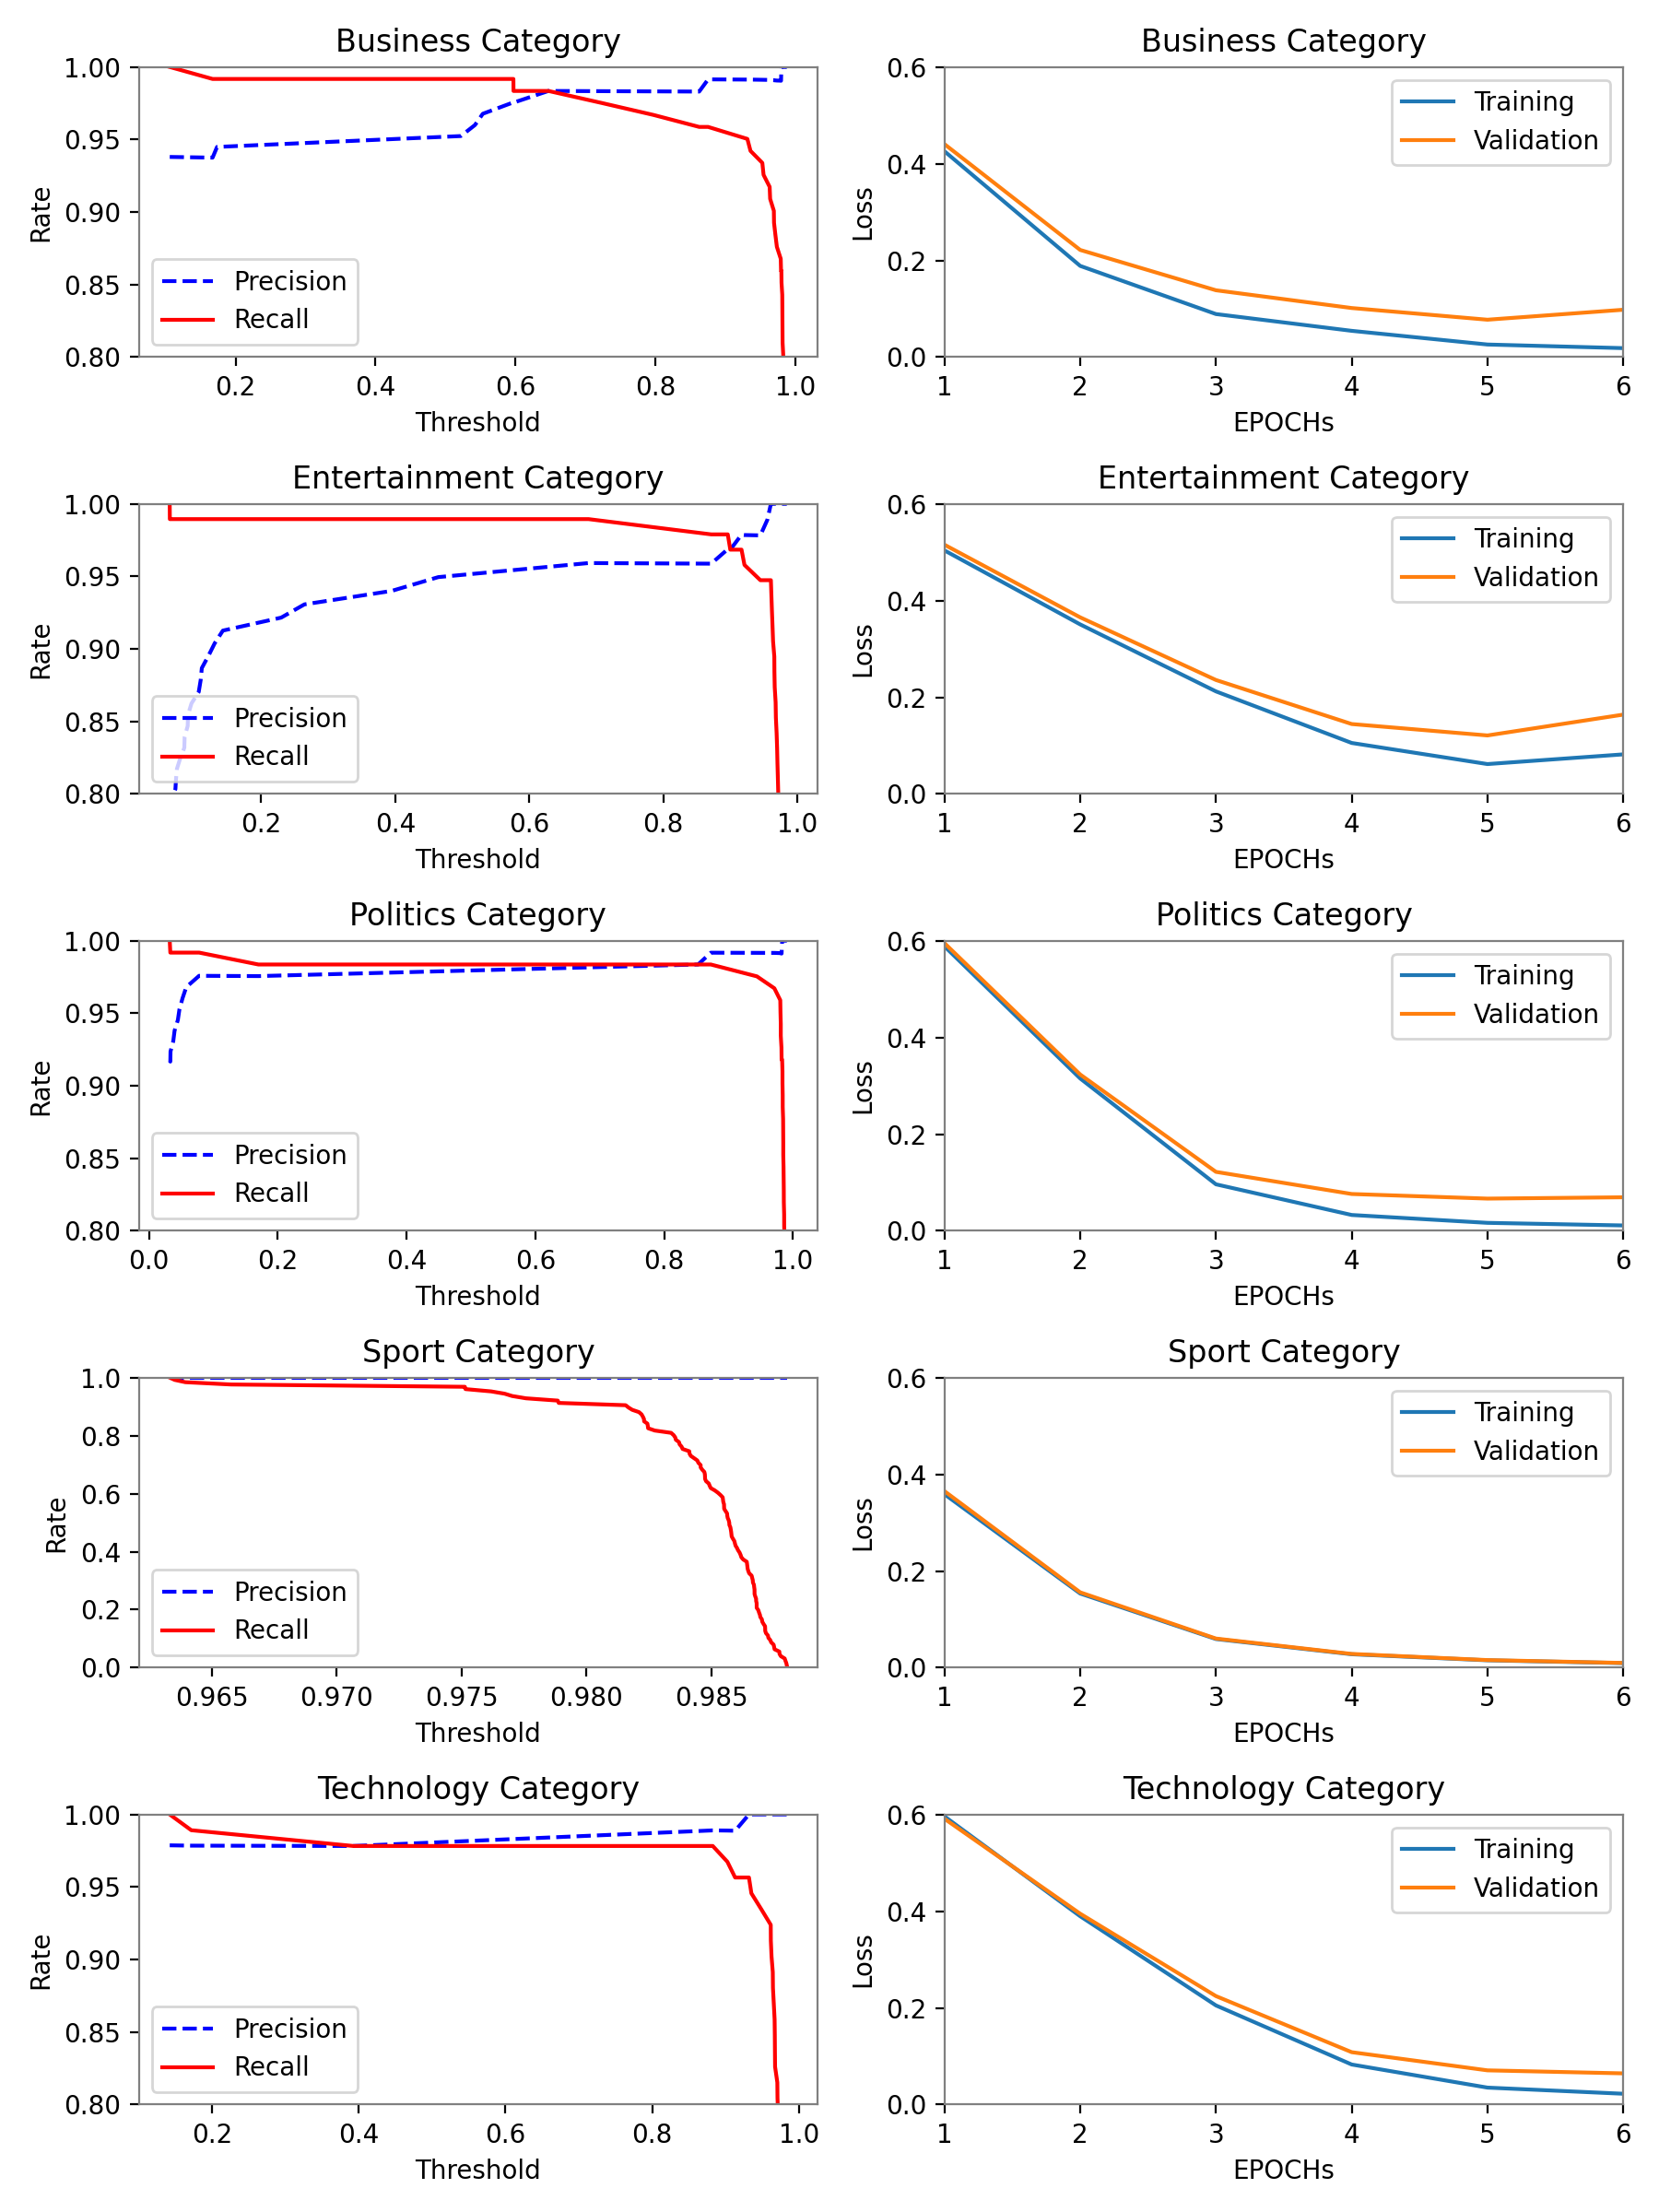 Business Category
1.00
0.95
0.90
0.85
0.80
Rate
Precision
Recall
0.2 0.4 0.6 0.8 1.0
Threshold
Business Category
0.6
0.4
0.2
0.0
Loss
Training
Validation
1 2 3 4 5 6
EPOCHs
Entertainment Category
1.00
0.95
0.90
0.85
0.80
Rate
Precision
Recall
0.2 0.4 0.6 0.8 1.0
Threshold
Entertainment Category
0.6
0.4
0.2
0.0
Loss
Training
Validation
1 2 3 4 5 6
EPOCHs
Politics Category
1.00
0.95
0.90
0.85
0.80
Rate
Precision
Recall
0.0 0.2 0.4 0.6 0.8 1.0
Threshold
Politics Category
0.6
0.4
0.2
0.0
Loss
Training
Validation
1 2 3 4 5 6
EPOCHs
Sport Category
1.0
0.8
0.6
0.4
0.2
0.0
Rate
Precision
Recall
0.965 0.970 0.975 0.980 0.985
Threshold
Sport Category
0.6
0.4
0.2
0.0
Loss
Training
Validation
1 2 3 4 5 6
EPOCHs
Technology Category
1.00
0.95
0.90
0.85
0.80
Rate
Precision
Recall
0.2 0.4 0.6 0.8 1.0
Threshold
Technology Category
0.6
0.4
0.2
0.0
Loss
Training
Validation
1 2 3 4 5 6
EPOCHs